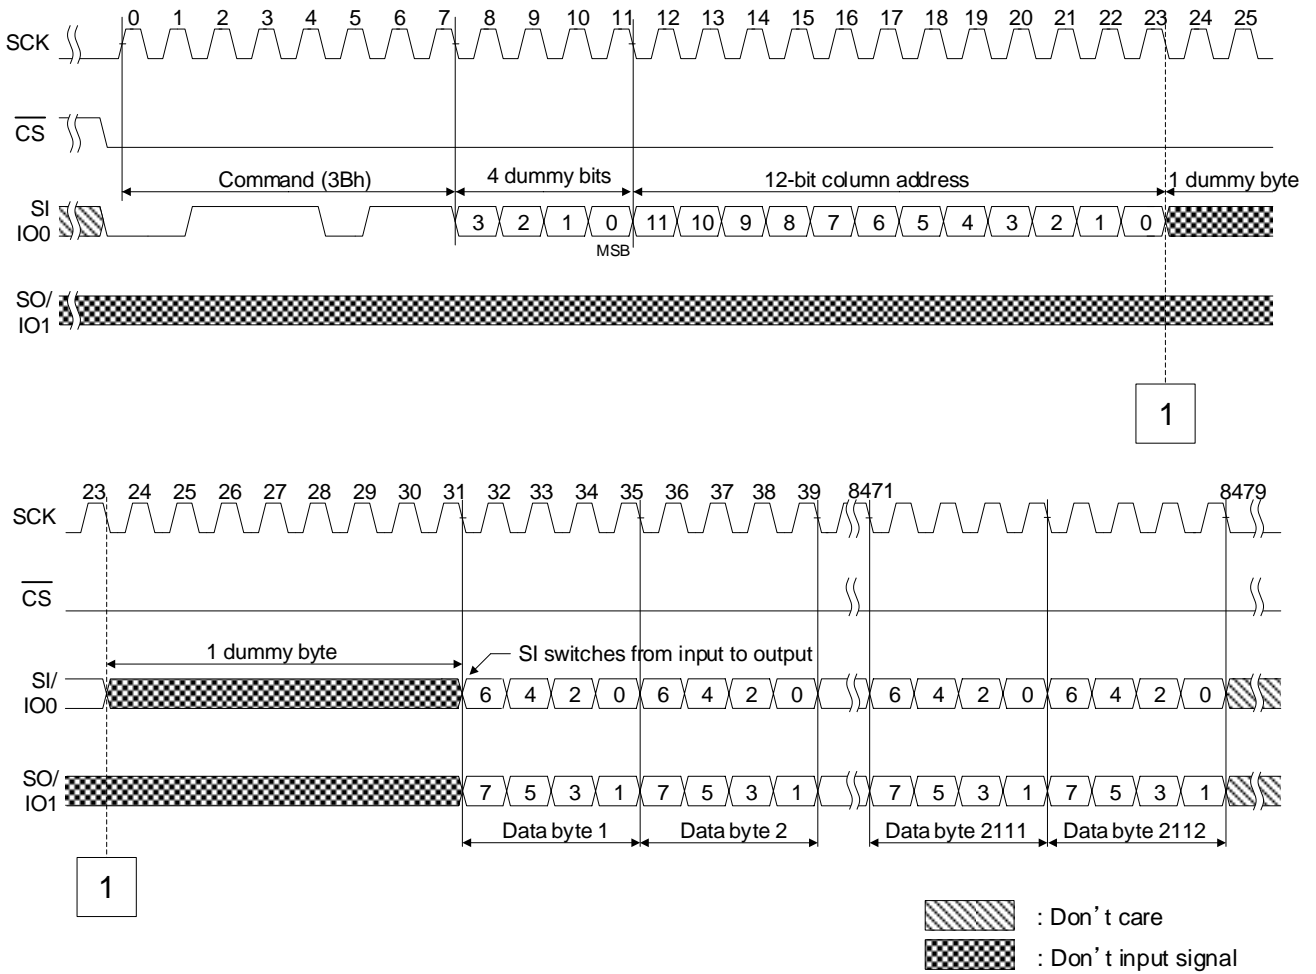 0 1 2 3 4 5 6 7 8 9 10 11 12 13 14 15 16 17 18 19 20 21 22 23 24 25
SCK
CS
Command (3Bh) 4 dummy bits 12-bit column address 1 dummy byte
SI
IO0
3 2 1 0 11 10 9 8 7 6 5 4 3 2 1 0
MSB
SO/
IO1
1
23 24 25 26 27 28 29 30 31 32 33 34 35 36 37 38 39 8471 8479
SCK
CS
1 dummy byte SI switches from input to output
SI/
IO0
6 4 2 0 6 4 2 0 6 4 2 0 6 4 2 0
SO/
IO1
7 5 3 1 7 5 3 1 7 5 3 1 7 5 3 1
Data byte 1 Data byte 2 Data byte 2111 Data byte 2112
1
: Don't care
: Don't input signal